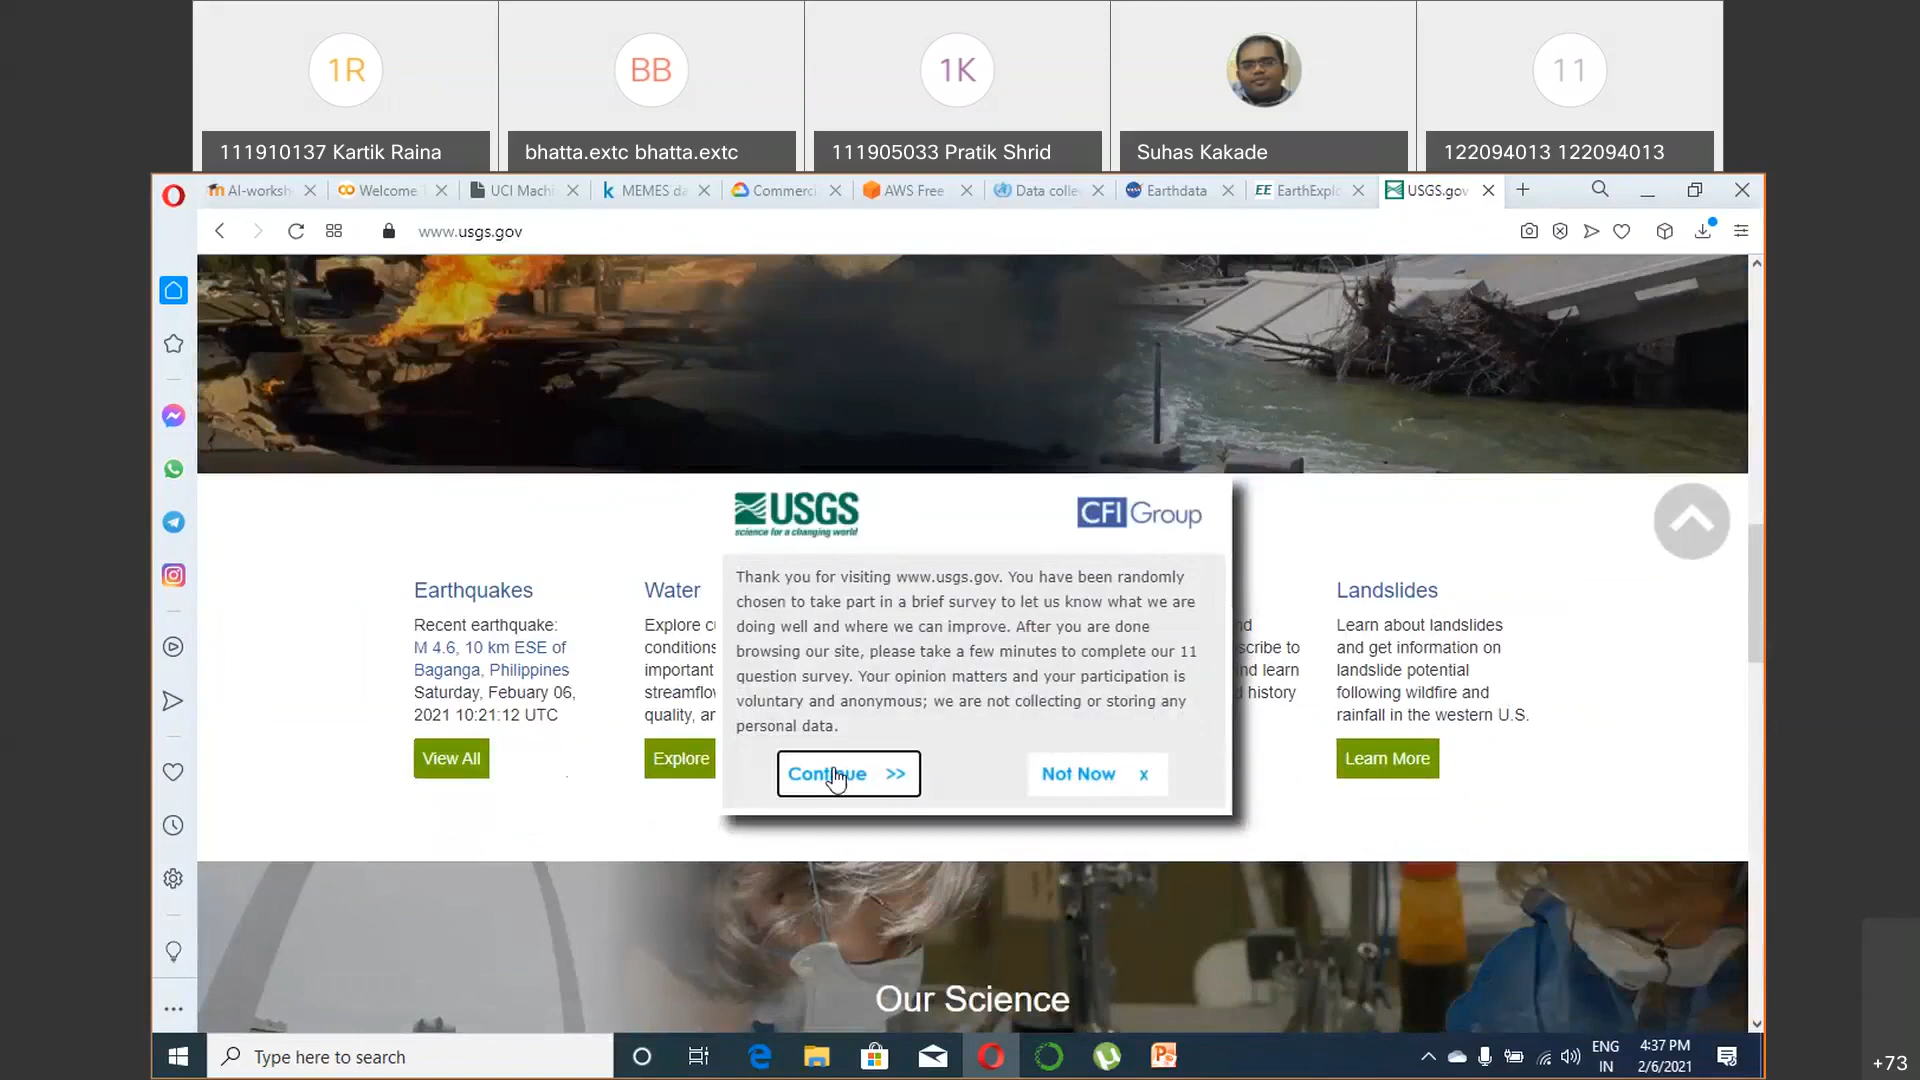 1R
BB
1K
11
111910137 Kartik Raina
bhatta.extc bhatta.extc
111905033 Pratik Shrid
Suhas Kakade
122094013 122094013
AI-worksh
Welcome
UCI Machi
MEMES da
Commerci
AWS Free
Data colle
Earthdata
EE EarthExplo
USGS.gov
www.usgs.gov
USGS
science for a changing world
CFI Group
Thank you for visiting www.usgs.gov. You have been randomly
chosen to take part in a brief survey to let us know what we are
doing well and where we can improve. After you are done
browsing our site, please take a few minutes to complete our 11
question survey. Your opinion matters and your participation is
voluntary and anonymous; we are not collecting or storing any
personal data.
Continue >>
Not Now x
Earthquakes
Recent earthquake:
M 4.6, 10 km ESE of
Baganga, Philippines
Saturday, Febuary 06,
2021 10:21:12 UTC
View All
Water
Explore cu
conditions
important
streamflow
quality, an
Explore
nd
scribe to
nd learn
history
Landslides
Learn about landslides
and get information on
landslide potential
following wildfire and
rainfall in the western U.S.
Learn More
Our Science
Type here to search
ENG
IN
4:37 PM
2/6/2021
+73